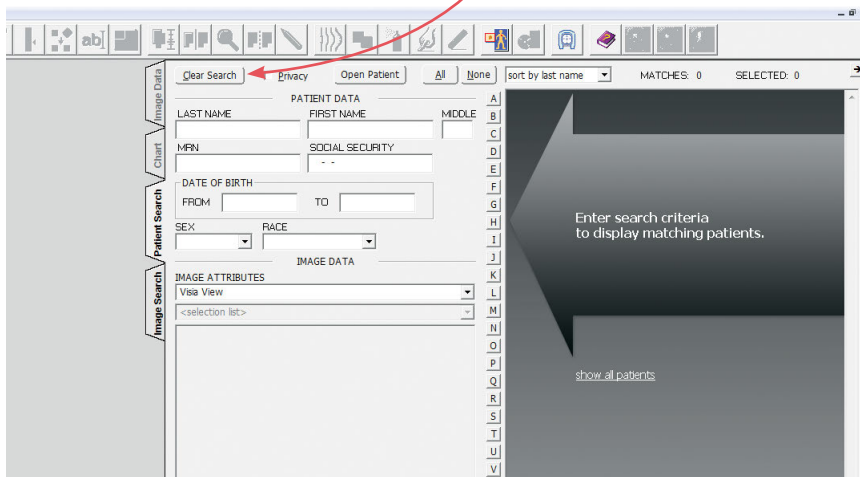 abI
Clear Search
Privacy
Open Patient
All
None
sort by last name
MATCHES: 0
SELECTED: 0
Image Data
Chart
Patient Search
Image Search
PATIENT DATA
LAST NAME
FIRST NAME
MIDDLE
MRN
SOCIAL SECURITY
- -
DATE OF BIRTH
FROM
TO
SEX
RACE
IMAGE DATA
IMAGE ATTRIBUTES
Visia View
<selection list>
A
B
C
D
E
F
G
H
I
J
K
L
M
N
O
P
Q
R
S
T
U
V
Enter search criteria
to display matching patients.
show all patients